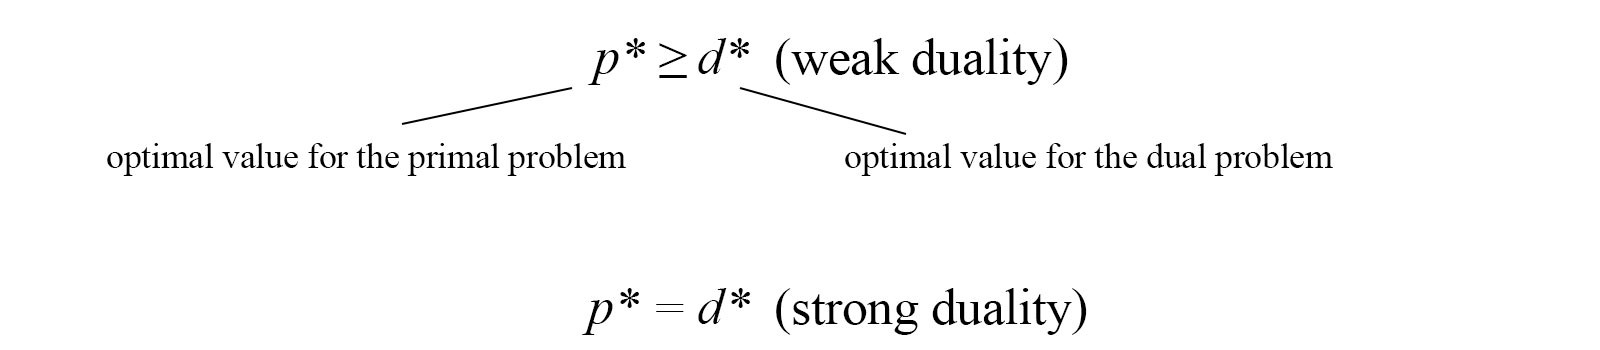 p* ≥ d* (weak duality)
optimal value for the primal problem
optimal value for the dual problem
p* = d* (strong duality)